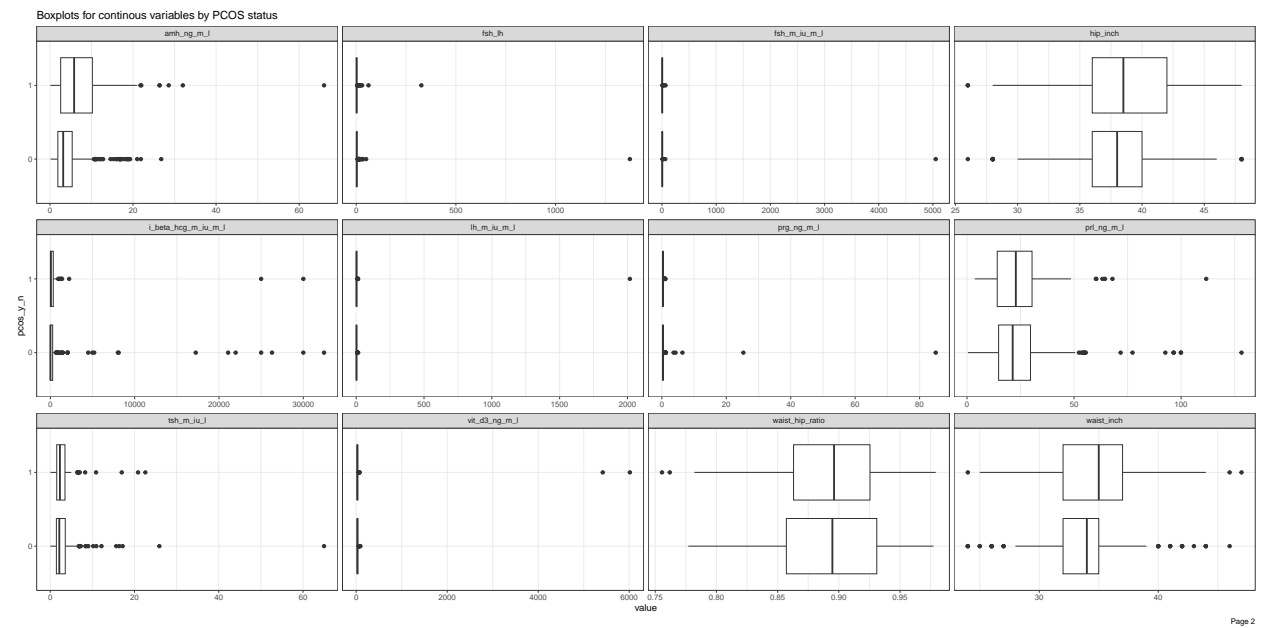 Boxplots for continous variables by PCOS status
amh_ng_m_l fsh_lh fsh_m_iu_m_l hip_inch
1
0
0 20 40 60 0 500 1000 0 1000 2000 3000 4000 5000 25 30 35 40 45
i_beta_hcg_m_iu_m_l lh_m_iu_m_l prg_ng_m_l prl_ng_m_l
1
pcos_y_n
0
0 10000 20000 30000 0 500 1000 1500 2000 0 20 40 60 80 0 50 100
tsh_m_iu_l vit_d3_ng_m_l waist_hip_ratio waist_inch
1
0
0 20 40 60 0 2000 4000 6000 0.75 0.80 0.85 0.90 0.95 30 40
value
Page 2